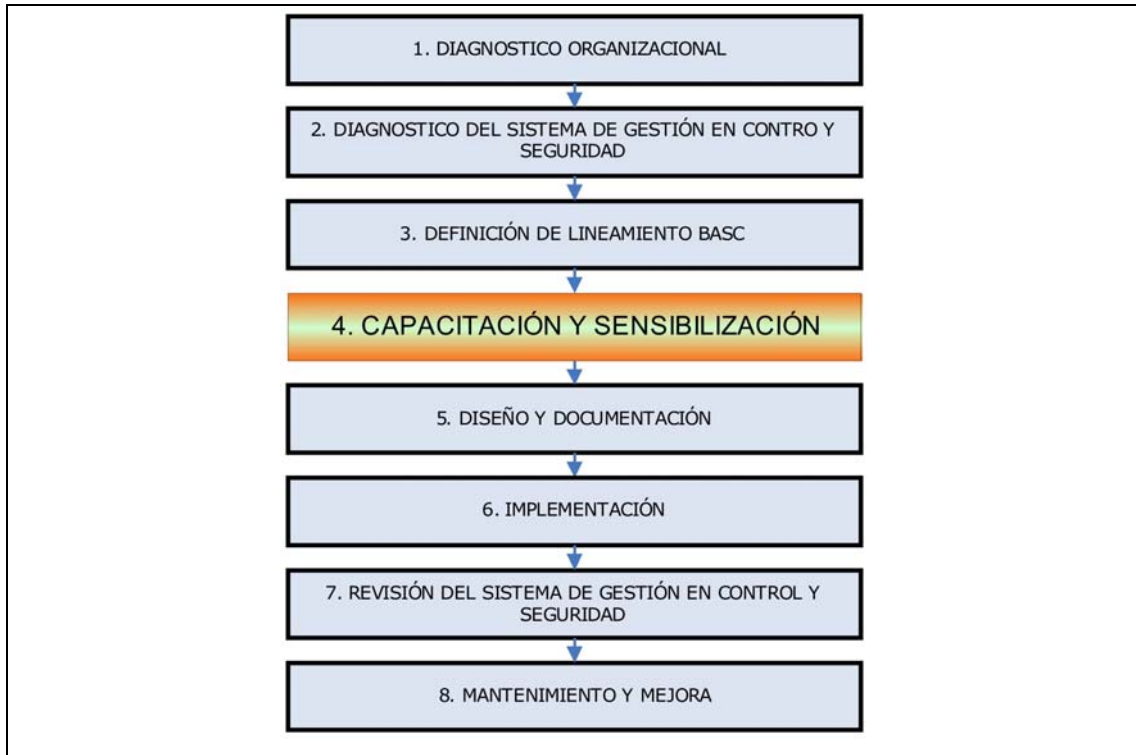 1. DIAGNOSTICO ORGANIZACIONAL
2. DIAGNOSTICO DEL SISTEMA DE GESTIÓN EN CONTRO Y
SEGURIDAD
3. DEFINICIÓN DE LINEAMIENTO BASC
4. CAPACITACIÓN Y SENSIBILIZACIÓN
5. DISEÑO Y DOCUMENTACIÓN
6. IMPLEMENTACIÓN
7. REVISIÓN DEL SISTEMA DE GESTIÓN EN CONTROL Y
SEGURIDAD
8. MANTENIMIENTO Y MEJORA